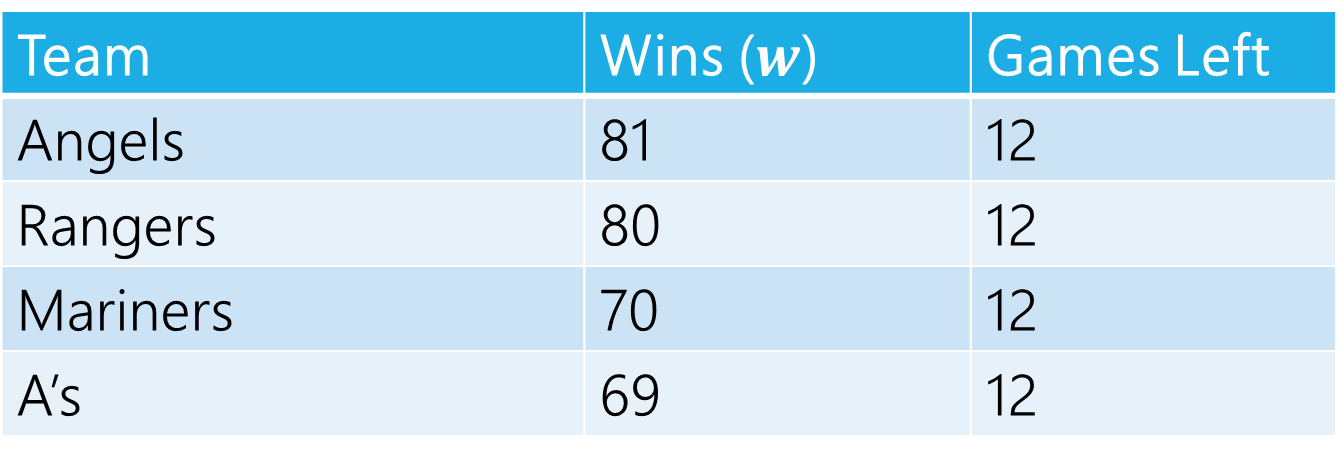 Team Wins (w) Games Left
Angels 81 12
Rangers 80 12
Mariners 70 12
A’s 69 12